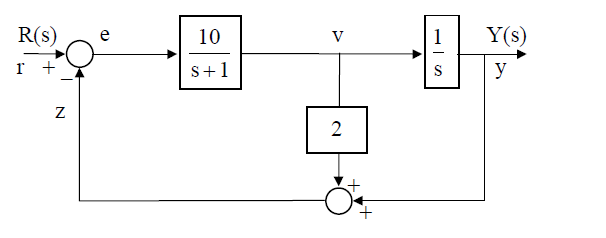 R(s) e 10 v 1 Y(s)
r + s+1 s y
−
z 2
+
+